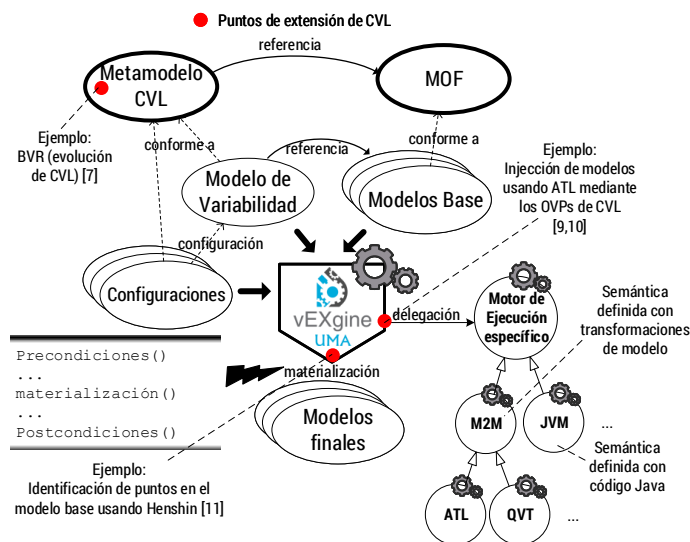 Puntos de extensión de CVL
referencia
Metamodelo
CVL
MOF
Ejemplo:
BVR (evolución
de CVL) [7]
conforme a
referencia
conforme a
Ejemplo:
Injección de modelos
usando ATL mediante
los OVPs de CVL
[9,10]
Modelo de
Variabilidad
Modelos Base
configuración
Configuraciones
vEXgine
UMA
delegación
Motor de
Ejecución
específico
Semántica
definida con
transformaciones
de modelo
Precondiciones()
...
materialización()
...
Postcondiciones()
materialización
Modelos
finales
M2M
JVM
...
Ejemplo:
Identificación de puntos en el
modelo base usando Henshin [11]
Semántica
definida con
código Java
ATL
QVT
...